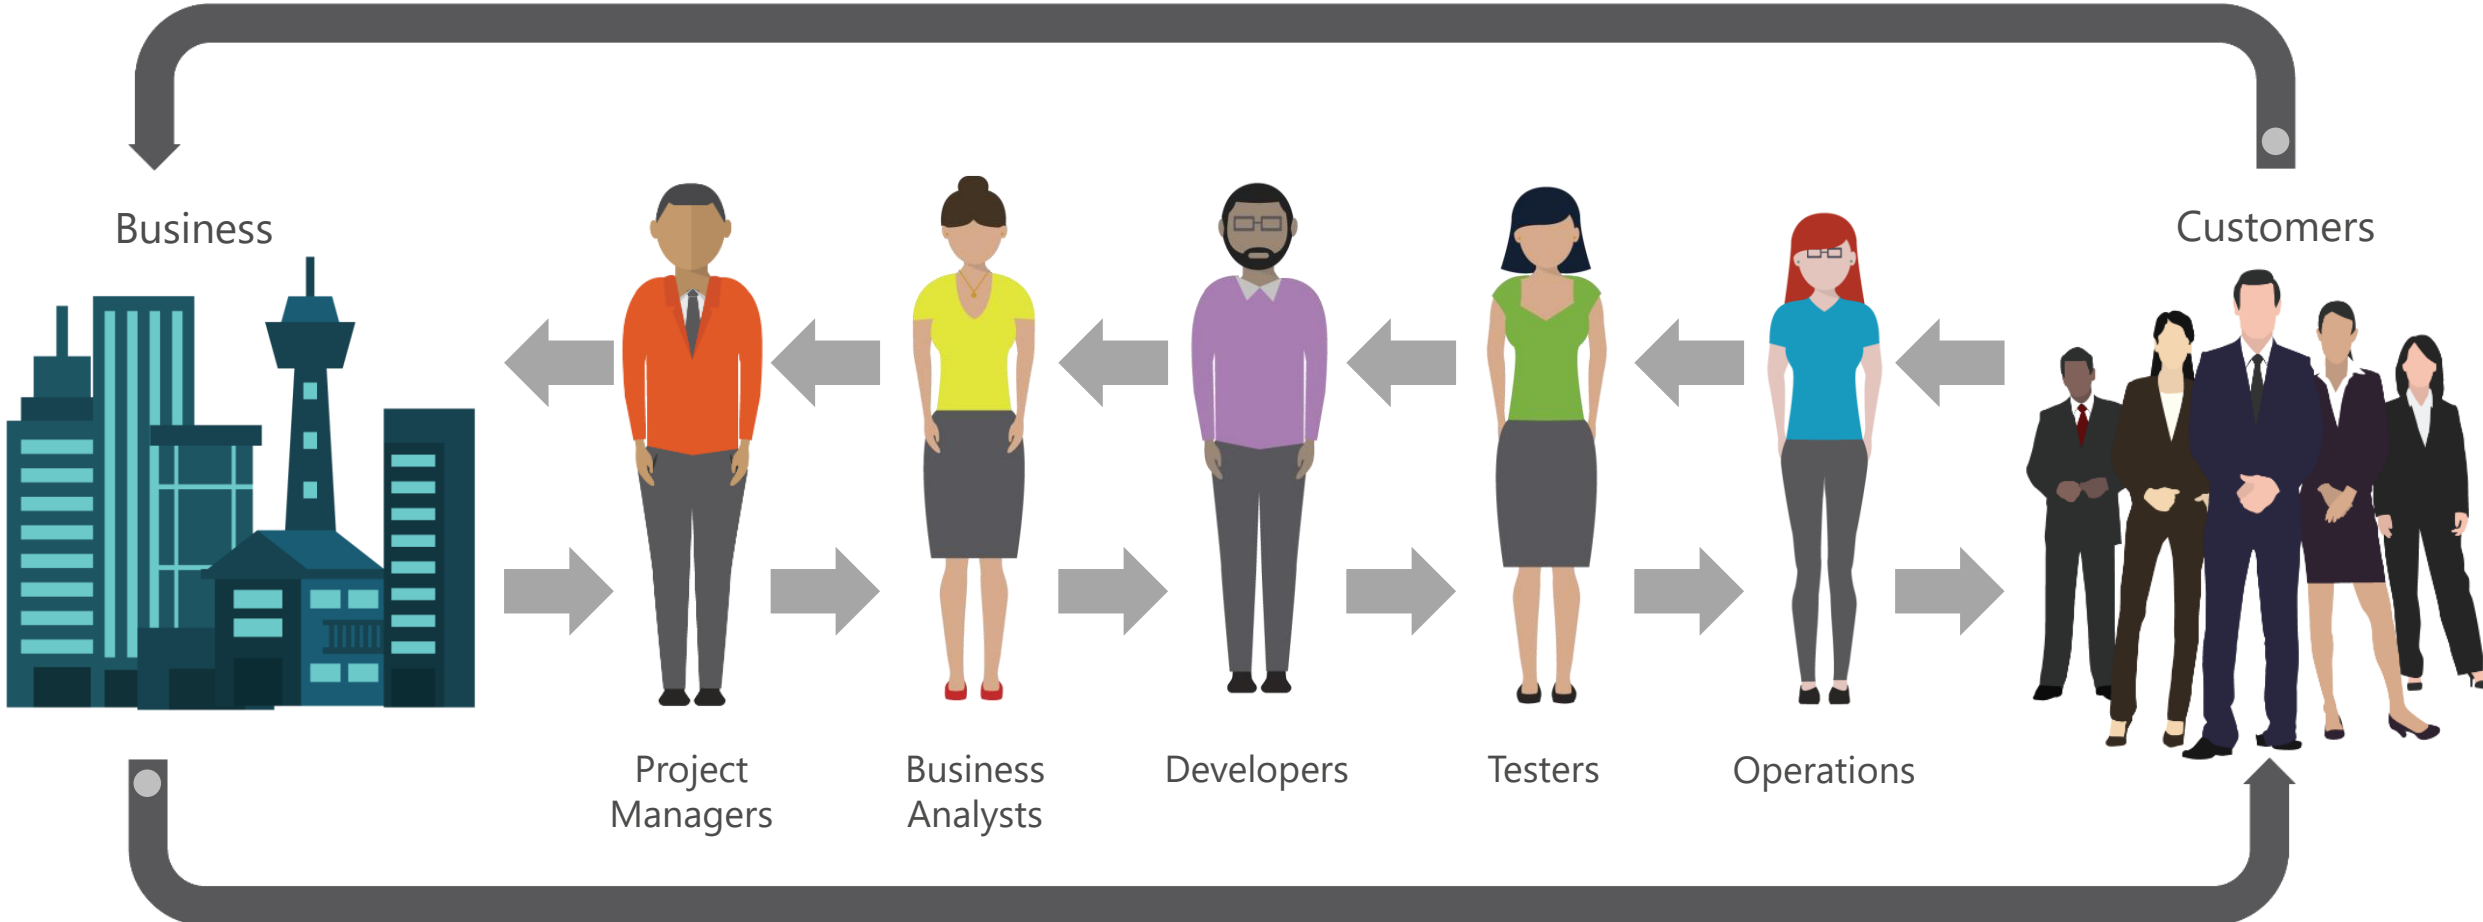 Business
Customers
Project
Managers
Business
Analysts
Developers
Testers
Operations